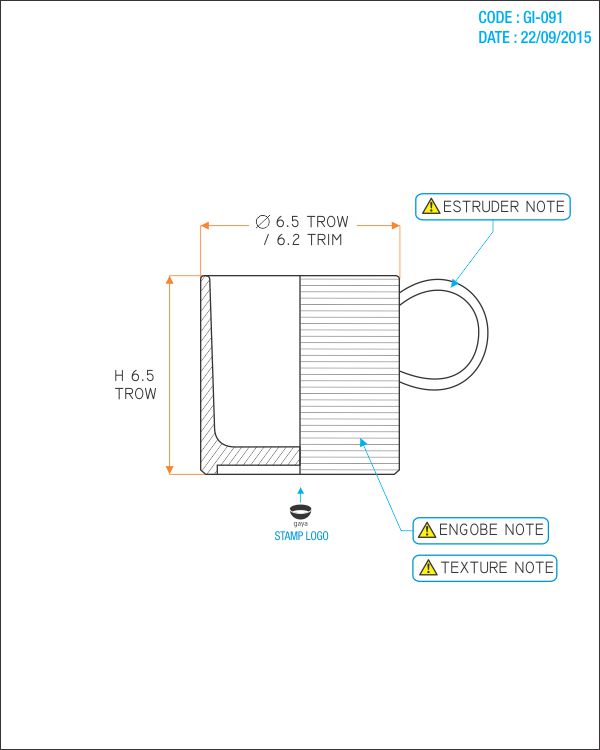 CODE : GI-091
DATE : 22/09/2015
ESTRUDER NOTE
Ø 6.5 TROW
/ 6.2 TRIM
H 6.5
TROW
gaya
STAMP LOGO
ENGOBE NOTE
TEXTURE NOTE